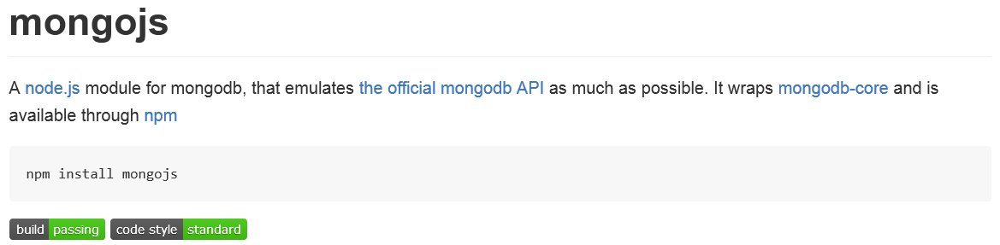 mongojs
A node.js module for mongodb, that emulates the official mongodb API as much as possible. It wraps mongodb-core and is
available through npm
npm install mongojs
build passing code style standard